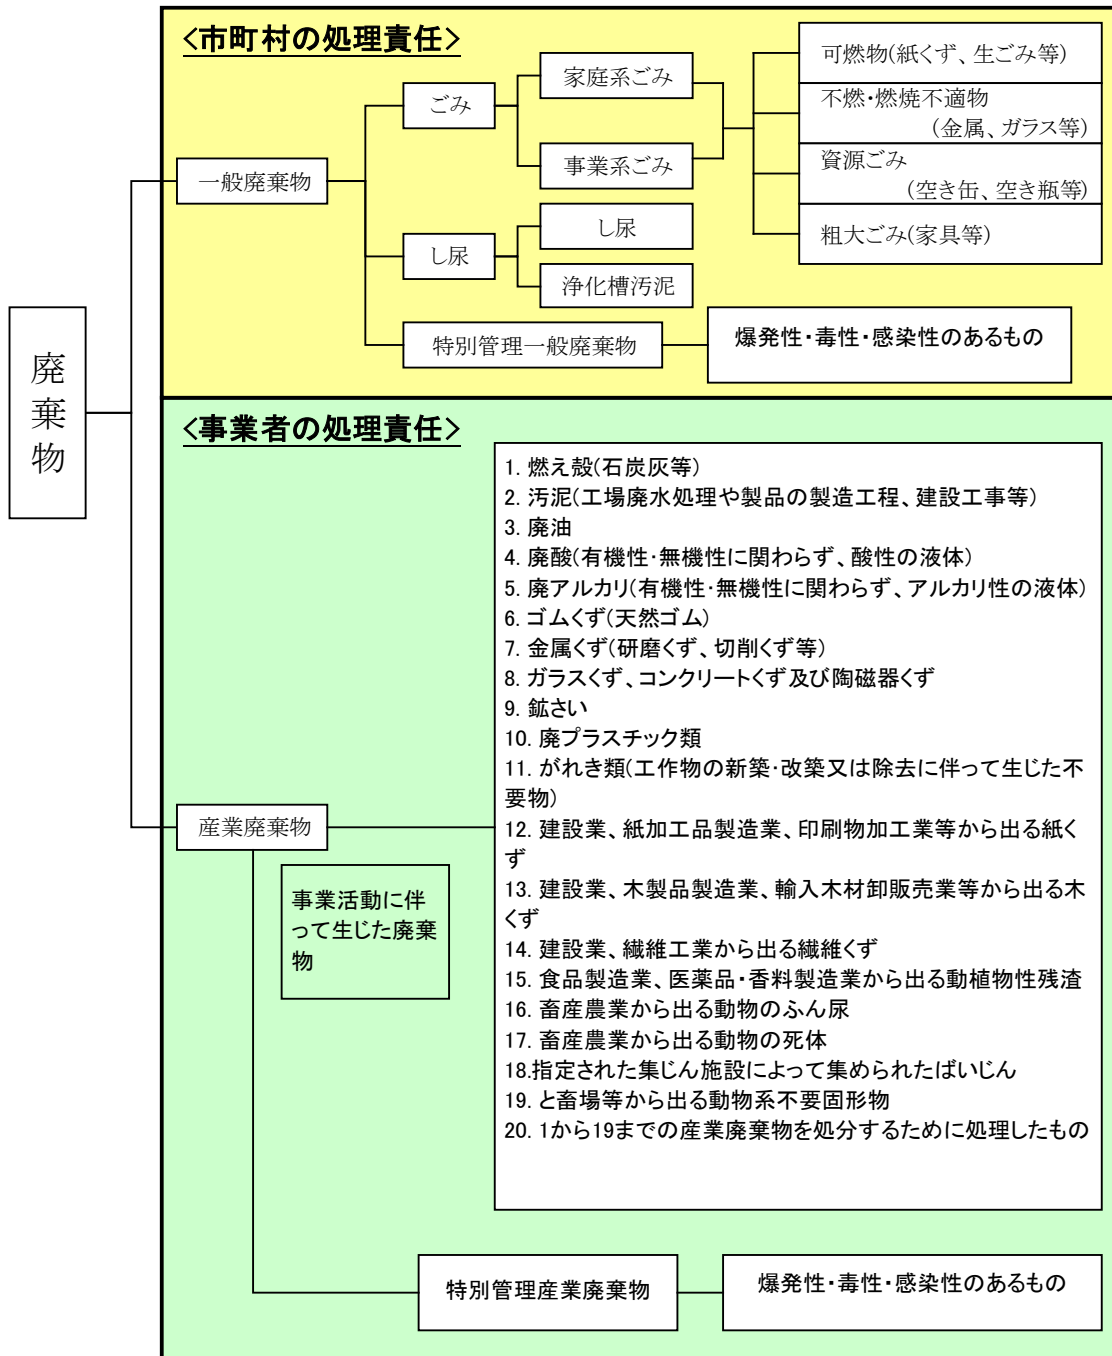 <市町村の処理責任>
廃棄物
一般廃棄物
ごみ
家庭系ごみ
事業系ごみ
可燃物(紙くず、生ごみ等)
不燃・燃焼不適物
(金属、ガラス等)
資源ごみ
(空き缶、空き瓶等)
粗大ごみ(家具等)
し尿
し尿
浄化槽汚泥
特別管理一般廃棄物
爆発性・毒性・感染性のあるもの
<事業者の処理責任>
産業廃棄物
事業活動に伴
って生じた廃棄
物
1. 燃え殻(石炭灰等)
2. 汚泥(工場廃水処理や製品の製造工程、建設工事等)
3. 廃油
4. 廃酸(有機性・無機性に関わらず、酸性の液体)
5. 廃アルカリ(有機性・無機性に関わらず、アルカリ性の液体)
6. ゴムくず(天然ゴム)
7. 金属くず(研磨くず、切削くず等)
8. ガラスくず、コンクリートくず及び陶磁器くず
9. 鉱さい
10. 廃プラスチック類
11. がれき類(工作物の新築・改築又は除去に伴って生じた不
要物)
12. 建設業、紙加工品製造業、印刷物加工業等から出る紙く
ず
13. 建設業、木製品製造業、輸入木材卸販売業等から出る木
くず
14. 建設業、繊維工業から出る繊維くず
15. 食品製造業、医薬品・香料製造業から出る動植物性残渣
16. 畜産農業から出る動物のふん尿
17. 畜産農業から出る動物の死体
18.指定された集じん施設によって集められたばいじん
19. と畜場等から出る動物系不要固形物
20. 1から19までの産業廃棄物を処分するために処理したもの
特別管理産業廃棄物
爆発性・毒性・感染性のあるもの